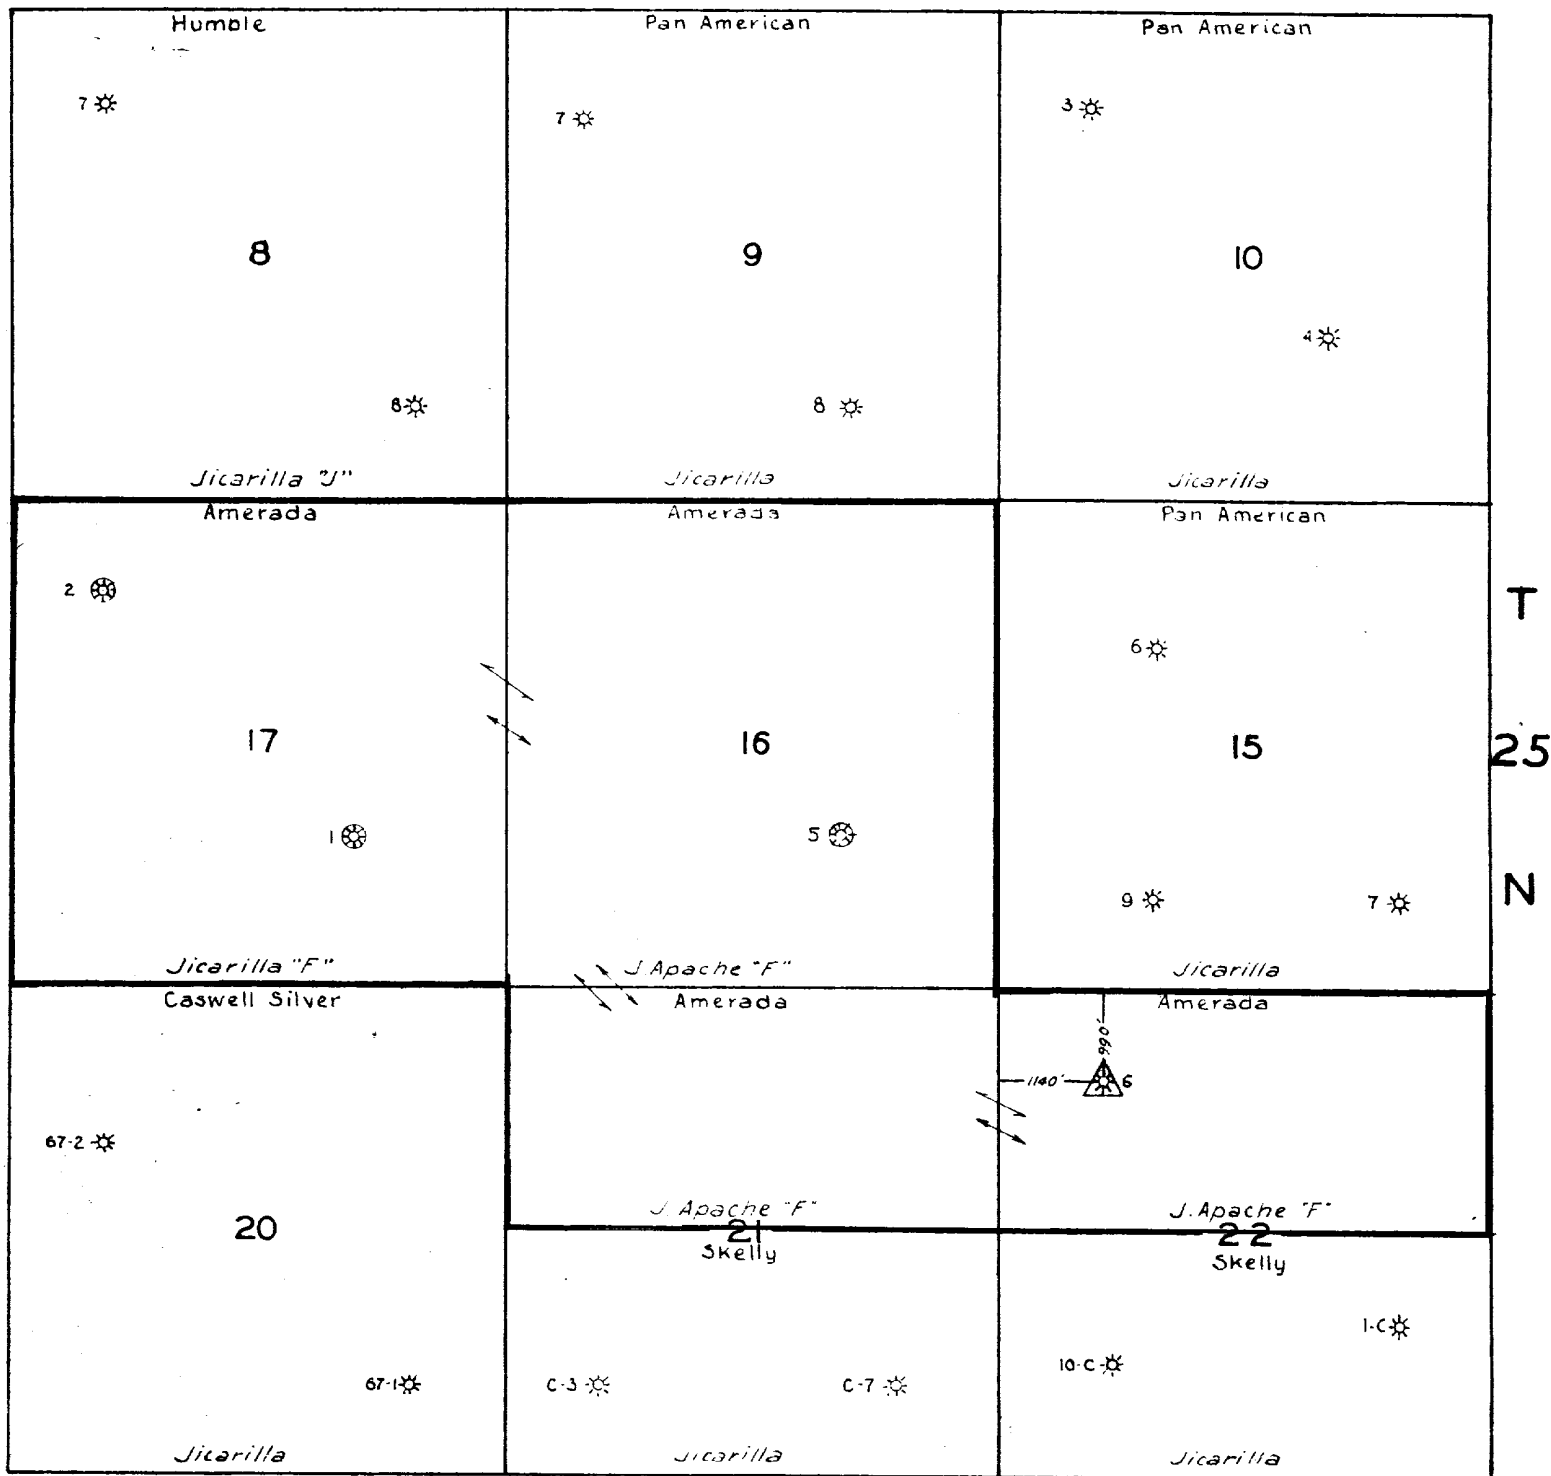 Humble
Pan American
Pan American
7
7
3
8
9
10
4
8
8
Jicarilla "J"
Jicarilla
Jicarilla
Amerada
Amerada
Pan American
2
T
6
17
16
15
25
1
5
9
7
N
Jicarilla "F"
J. Apache "F"
Jicarilla
Caswell Silver
Amerada
Amerada
990'
1140'
6
67-2
J. Apache "F"
J. Apache "F"
20
21
22
Skelly
Skelly
1-C
10-C
67-1
C-3
C-7
Jicarilla
Jicarilla
Jicarilla